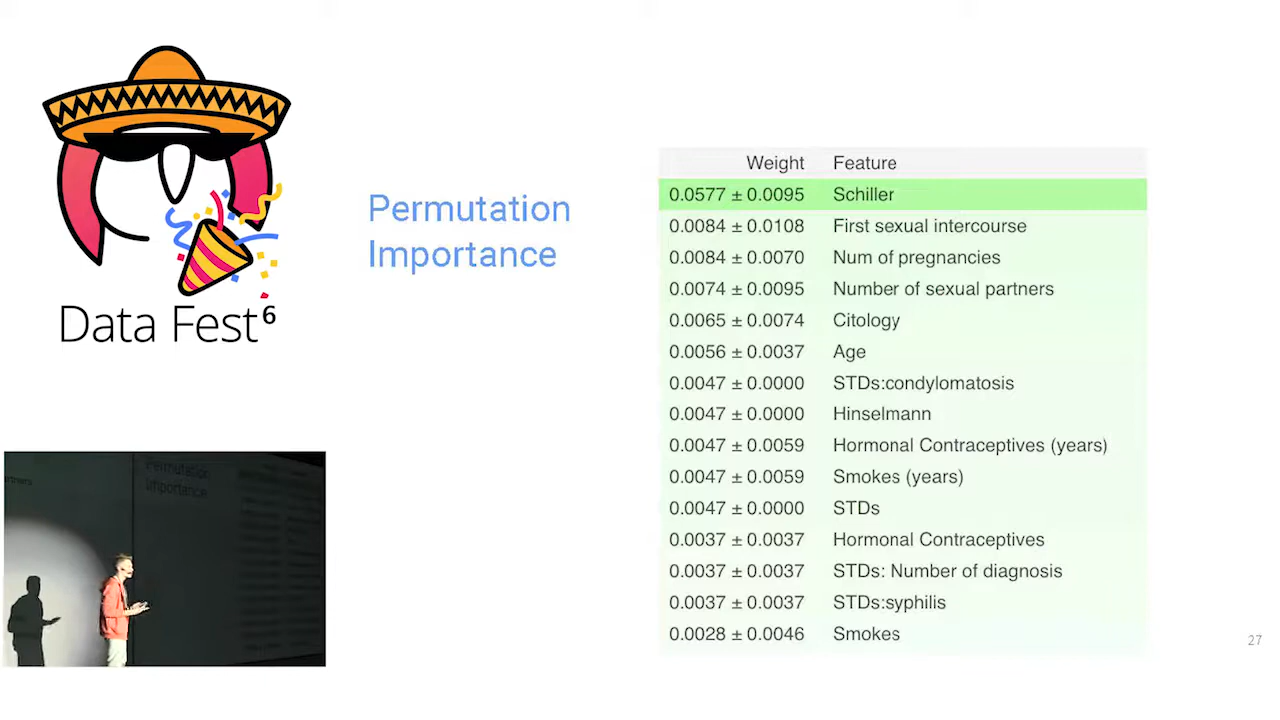 Data Fest⁶
Permutation
Importance
Weight Feature
0.0577 ± 0.0095 Schiller
0.0084 ± 0.0108 First sexual intercourse
0.0084 ± 0.0070 Num of pregnancies
0.0074 ± 0.0095 Number of sexual partners
0.0065 ± 0.0074 Citology
0.0056 ± 0.0037 Age
0.0047 ± 0.0000 STDs:condylomatosis
0.0047 ± 0.0000 Hinselmann
0.0047 ± 0.0059 Hormonal Contraceptives (years)
0.0047 ± 0.0059 Smokes (years)
0.0047 ± 0.0000 STDs
0.0037 ± 0.0037 Hormonal Contraceptives
0.0037 ± 0.0037 STDs: Number of diagnosis
0.0037 ± 0.0037 STDs:syphilis
0.0028 ± 0.0046 Smokes
Permutation
Importance
27